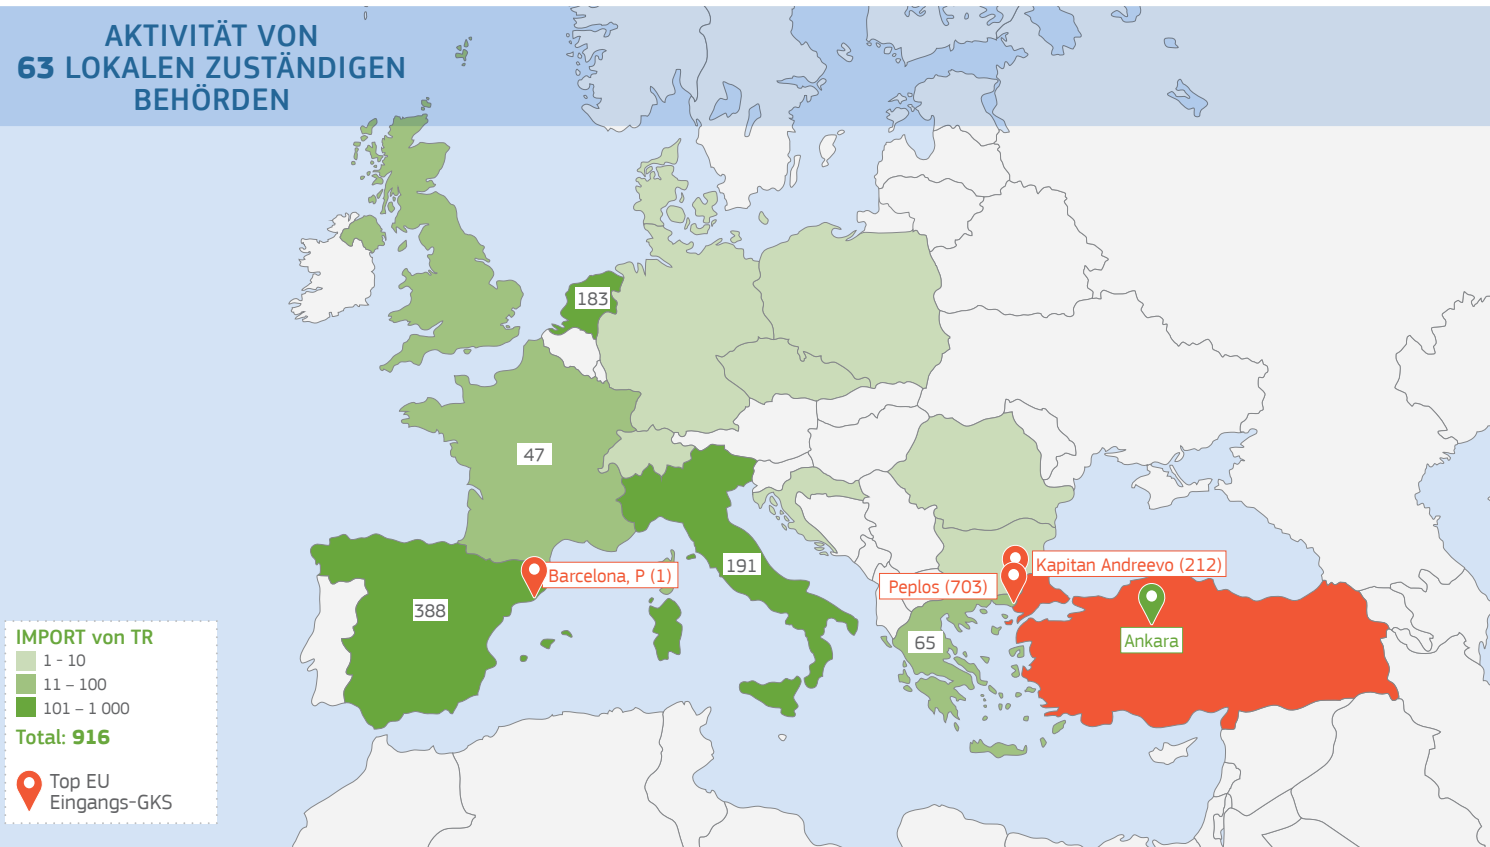 AKTIVITÄT VON
63 LOKALEN ZUSTÄNDIGEN
BEHÖRDEN
183
47
Barcelona, P (1)
191
388
Kapitan Andreevo (212)
Peplos (703)
65
Ankara
IMPORT von TR
1 - 10
11 – 100
101 – 1 000
Total: 916
Top EU
Eingangs-GKS